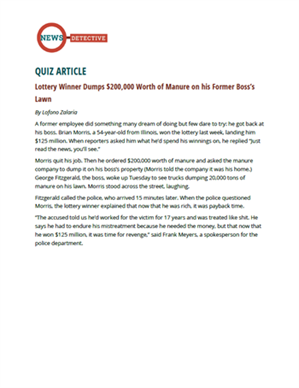 NEWS
DETECTIVE
QUIZ ARTICLE
Lottery Winner Dumps $200,000 Worth of Manure on his Former Boss's
Lawn
By Lofona Zolaria
A former employee did something many dream of doing but few dare to try: he got back at
his boss. Brian Morris, a 54-year-old from Illinois, won the lottery last week, landing him
$125 million. When reporters asked him what he'd spend his winnings on, he replied "Just
read the news, you'll see."
Morris quit his job. Then he ordered $200,000 worth of manure and asked the manure
company to dump it on his boss's property (Morris told the company it was his home.)
George Fitzgerald, the boss, woke up Tuesday to see trucks dumping 20,000 tons of
manure on his lawn. Morris stood across the street, laughing.
Fitzgerald called the police, who arrived 15 minutes later. When the police questioned
Morris, the lottery winner explained that now that he was rich, it was payback time.
"The accused told us he'd worked for the victim for 17 years and was treated like shit. He
says he had to endure his mistreatment because he needed the money, but that now that
he won $125 million, it was time for revenge," said Frank Meyers, a spokesperson for the
police department.